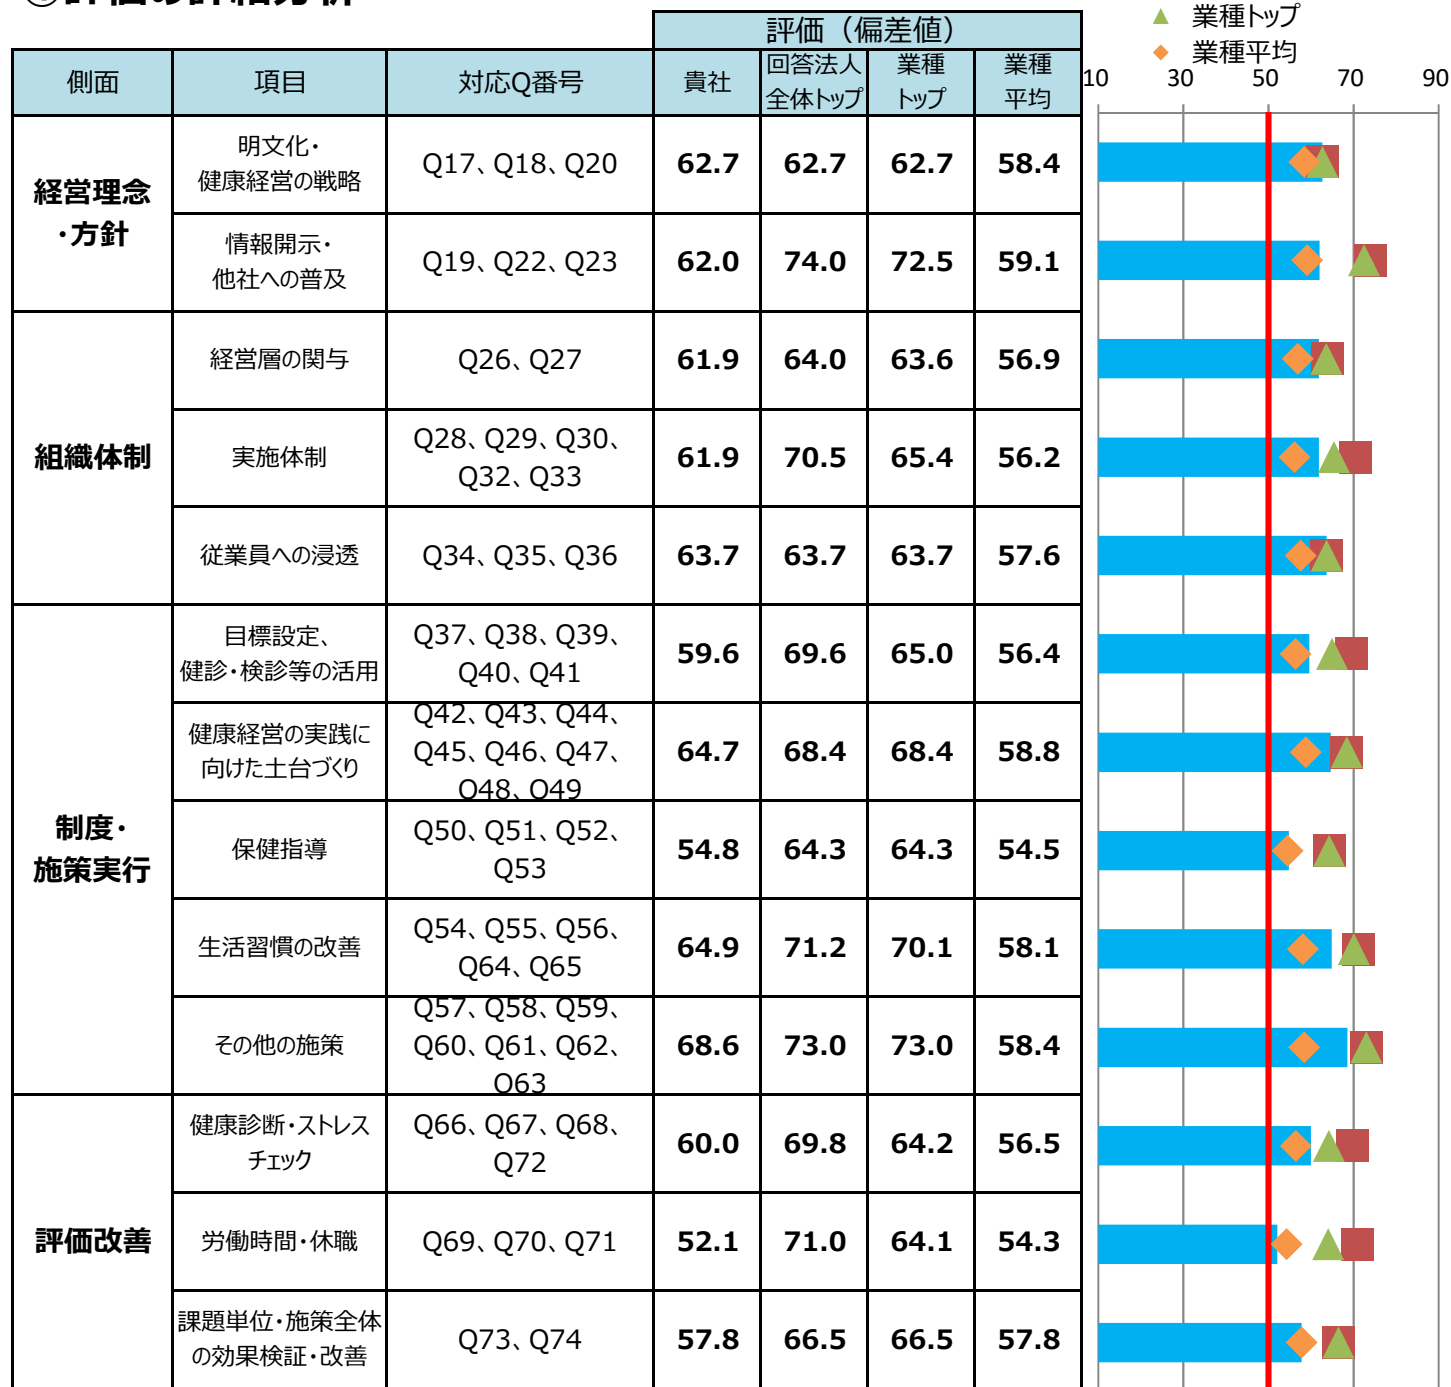 評価（偏差値）
▲ 業種トップ
◆ 業種平均
側面 項目 対応Q番号 貴社 回答法人 業種 業種
全体トップ トップ 平均
10 30 50 70 90
経営理念
・方針
明文化・
健康経営の戦略
Q17、Q18、Q20 62.7 62.7 62.7 58.4
情報開示・
他社への普及
Q19、Q22、Q23 62.0 74.0 72.5 59.1
組織体制
経営層の関与 Q26、Q27 61.9 64.0 63.6 56.9
実施体制
Q28、Q29、Q30、
Q32、Q33
61.9 70.5 65.4 56.2
従業員への浸透 Q34、Q35、Q36 63.7 63.7 63.7 57.6
制度・
施策実行
目標設定、
健診・検診等の活用
Q37、Q38、Q39、
Q40、Q41
59.6 69.6 65.0 56.4
健康経営の実践に
向けた土台づくり
Q42、Q43、Q44、
Q45、Q46、Q47、
Q48、Q49
64.7 68.4 68.4 58.8
保健指導
Q50、Q51、Q52、
Q53
54.8 64.3 64.3 54.5
生活習慣の改善
Q54、Q55、Q56、
Q64、Q65
64.9 71.2 70.1 58.1
その他の施策
Q57、Q58、Q59、
Q60、Q61、Q62、
Q63
68.6 73.0 73.0 58.4
評価改善
健康診断・ストレス
チェック
Q66、Q67、Q68、
Q72
60.0 69.8 64.2 56.5
労働時間・休職 Q69、Q70、Q71 52.1 71.0 64.1 54.3
課題単位・施策全体
の効果検証・改善
Q73、Q74 57.8 66.5 66.5 57.8